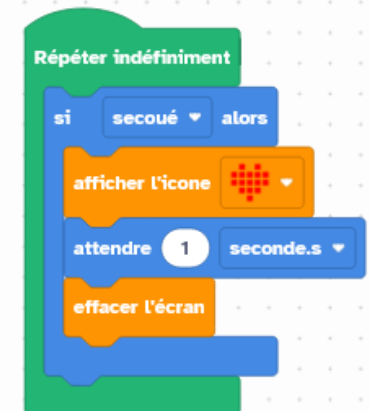 Répéter indéfiniment
si secoué alors
afficher l'icone
attendre 1 seconde.s
effacer l'écran